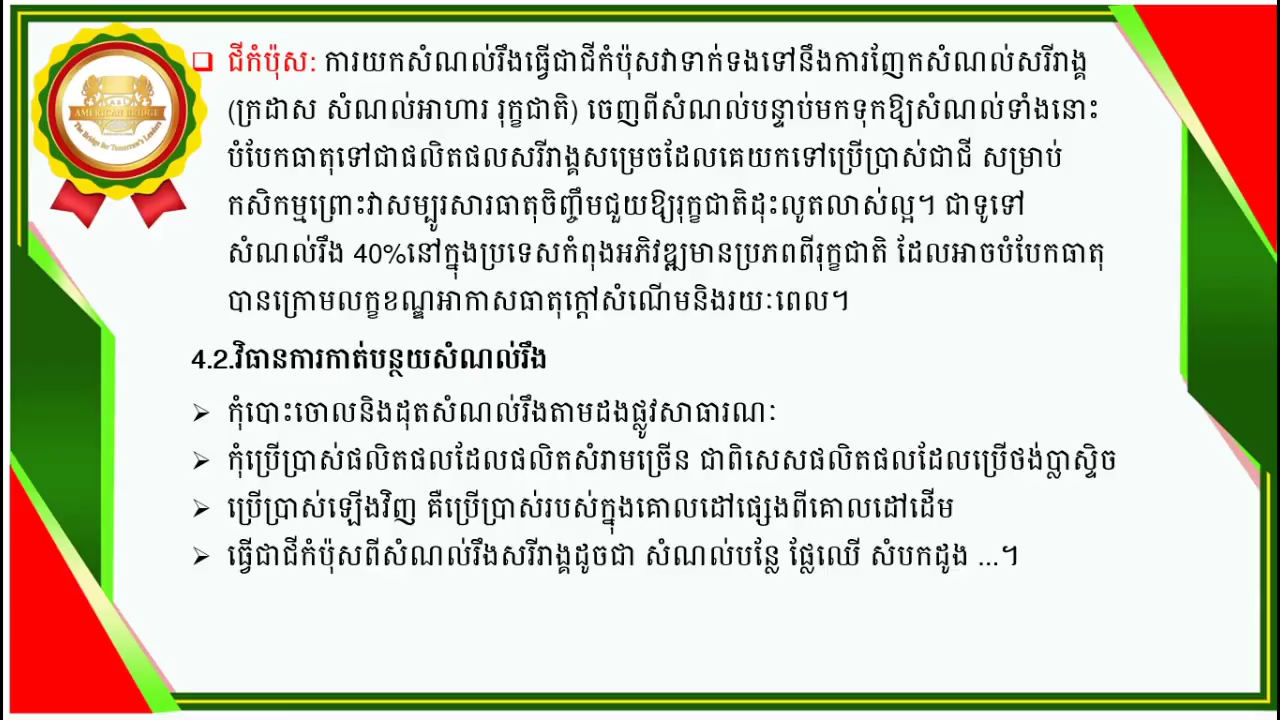 A B I
AMERICAN BRIDGE
The Bridge for Tomorrow's Leaders
❑ ជីកំប៉ុស: ការយកសំណល់រឹងធ្វើជាជីកំប៉ុសវាទាក់ទងទៅនឹងការញែកសំណល់សរីរាង្គ
(ក្រដាស សំណល់អាហារ រុក្ខជាតិ) ចេញពីសំណល់បន្ទាប់មកទុកឱ្យសំណល់ទាំងនោះ
បំបែកធាតុទៅជាផលិតផលសរីរាង្គសម្រេចដែលគេយកទៅប្រើប្រាស់ជាជី សម្រាប់
កសិកម្មព្រោះវាសម្បូរសារធាតុចិញ្ចឹមជួយឱ្យរុក្ខជាតិដុះលូតលាស់ល្អ។ ជាទូទៅ
សំណល់រឹង 40%នៅក្នុងប្រទេសកំពុងអភិវឌ្ឍមានប្រភពពីរុក្ខជាតិ ដែលអាចបំបែកធាតុ
បានក្រោមលក្ខខណ្ឌអាកាសធាតុក្តៅសំណើមនិងរយៈពេល។
4.2.វិធានការកាត់បន្ថយសំណល់រឹង
➢ កុំបោះចោលនិងដុតសំណល់រឹងតាមដងផ្លូវសាធារណៈ
➢ កុំប្រើប្រាស់ផលិតផលដែលផលិតសំរាមច្រើន ជាពិសេសផលិតផលដែលប្រើថង់ប្លាស្ទិច
➢ ប្រើប្រាស់ឡើងវិញ គឺប្រើប្រាស់របស់ក្នុងគោលដៅផ្សេងពីគោលដៅដើម
➢ ធ្វើជាជីកំប៉ុសពីសំណល់រឹងសរីរាង្គដូចជា សំណល់បន្លែ ផ្លែឈើ សំបកដូង ...។